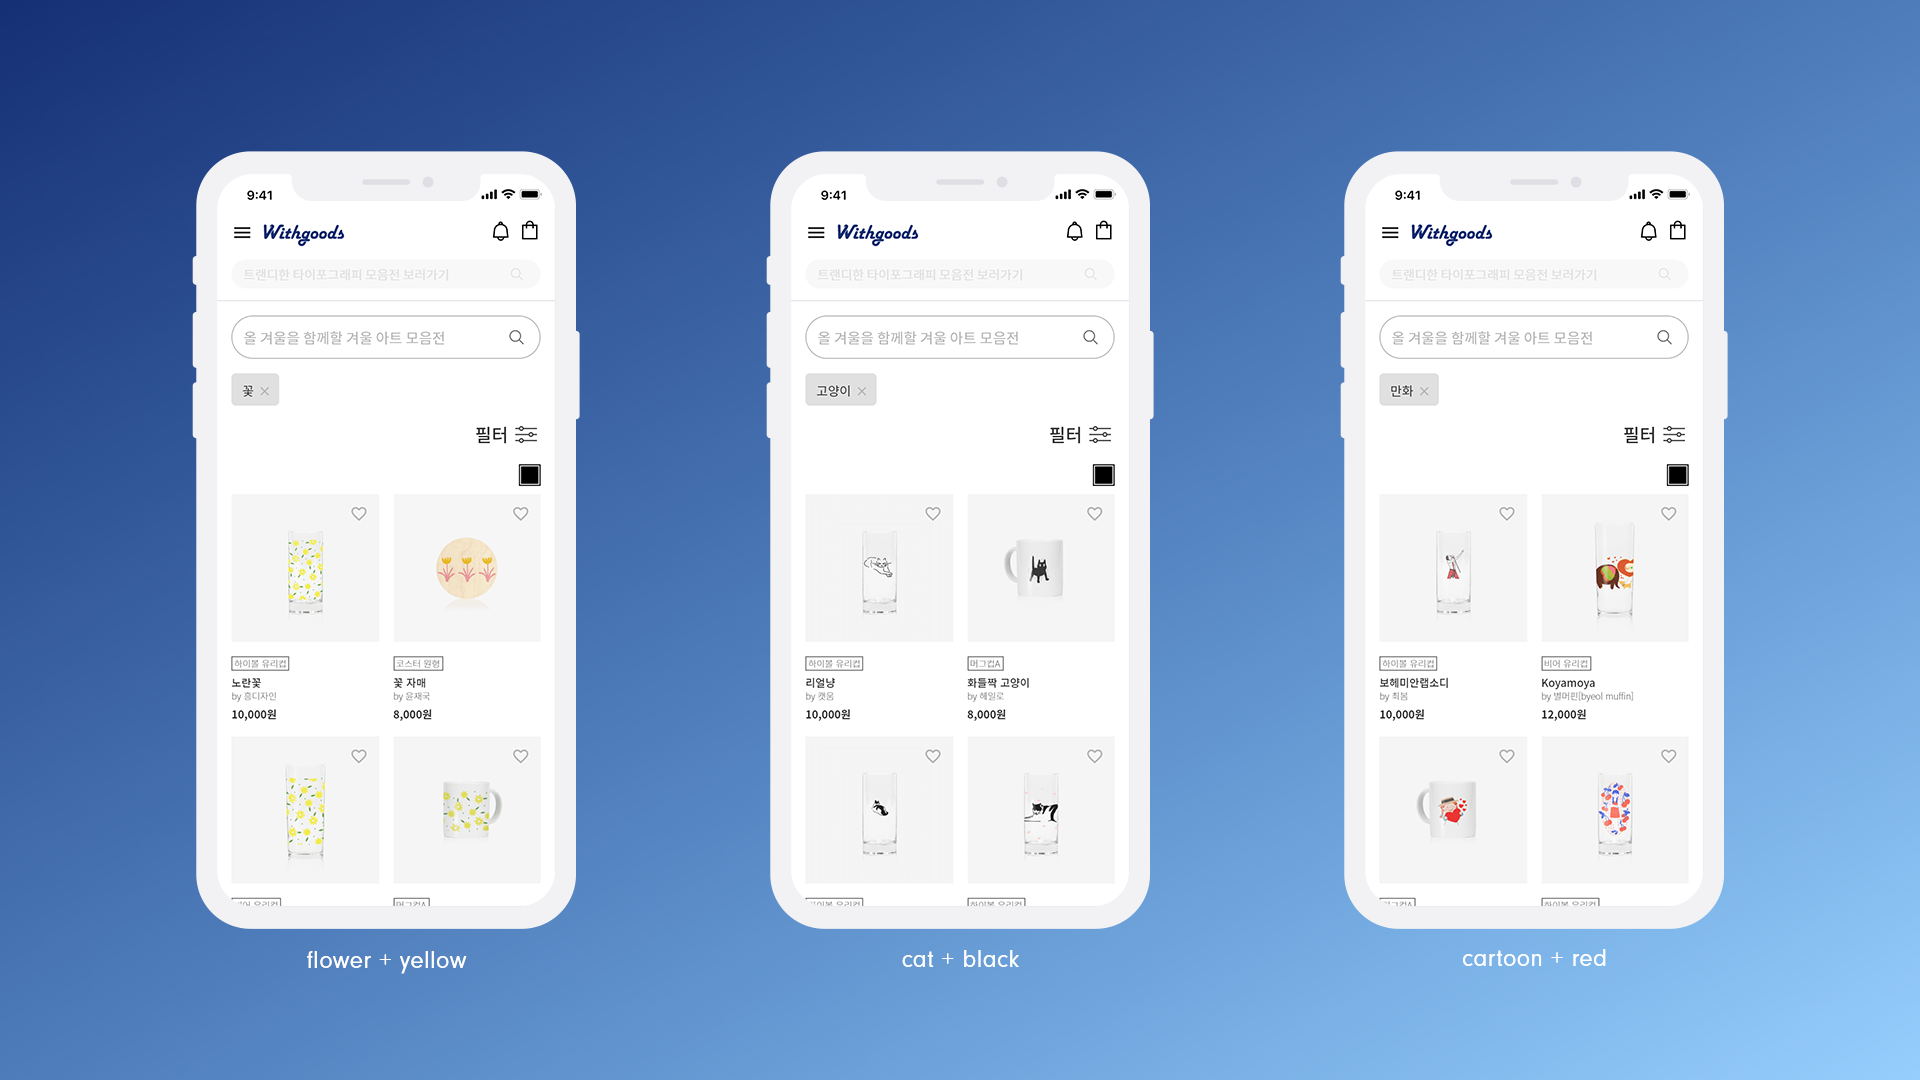 9:41
Withgoods
트랜디한 타이포그래피 모음전 보러가기
올 겨울을 함께할 겨울 아트 모음전
꽃
필터
하이볼 유리컵
노란꽃
by 흥디자인
10,000원
코스터 원형
꽃 자매
by 윤재국
8,000원
비어 유리컵
머그컵A
flower + yellow
9:41
Withgoods
트랜디한 타이포그래피 모음전 보러가기
올 겨울을 함께할 겨울 아트 모음전
고양이
필터
하이볼 유리컵
리얼냥
by 캣움
10,000원
머그컵A
화들짝 고양이
by 헤일로
8,000원
하이볼 유리컵
하이볼 유리컵
cat + black
9:41
Withgoods
트랜디한 타이포그래피 모음전 보러가기
올 겨울을 함께할 겨울 아트 모음전
만화
필터
하이볼 유리컵
보헤미안랩소디
by 최봄
10,000원
비어 유리컵
Koyamoya
by 별머핀[byeol muffin]
12,000원
머그컵A
하이볼 유리컵
cartoon + red